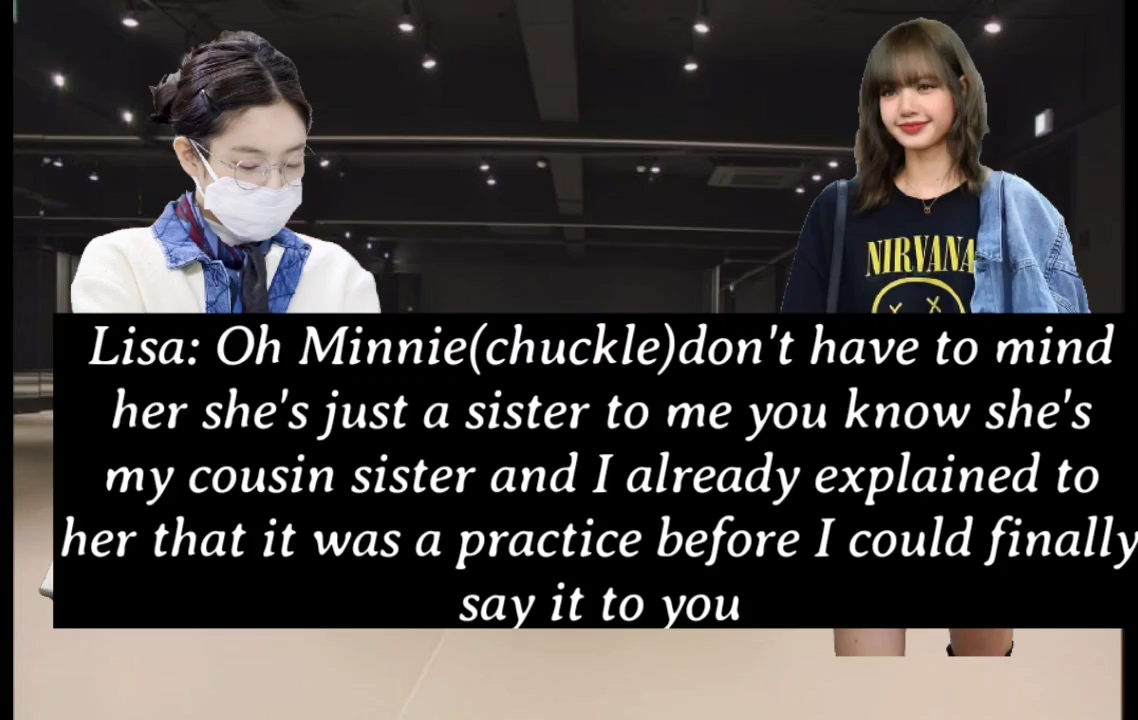 NIRVANA
Lisa: Oh Minnie(chuckle)don't have to mind
her she's just a sister to me you know she's
my cousin sister and I already explained to
her that it was a practice before I could finally
say it to you